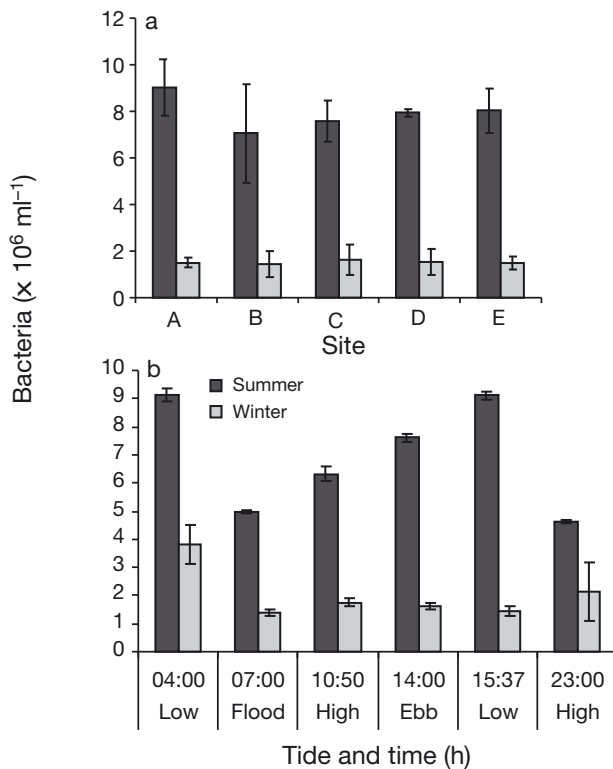 Bacteria (x 10⁶ ml⁻¹)
a
12
10
8
6
4
2
0
A B C D E
Site
b
10
9
8
7
6
5
4
3
2
1
0
Summer
Winter
04:00 07:00 10:50 14:00 15:37 23:00
Low Flood High Ebb Low High
Tide and time (h)